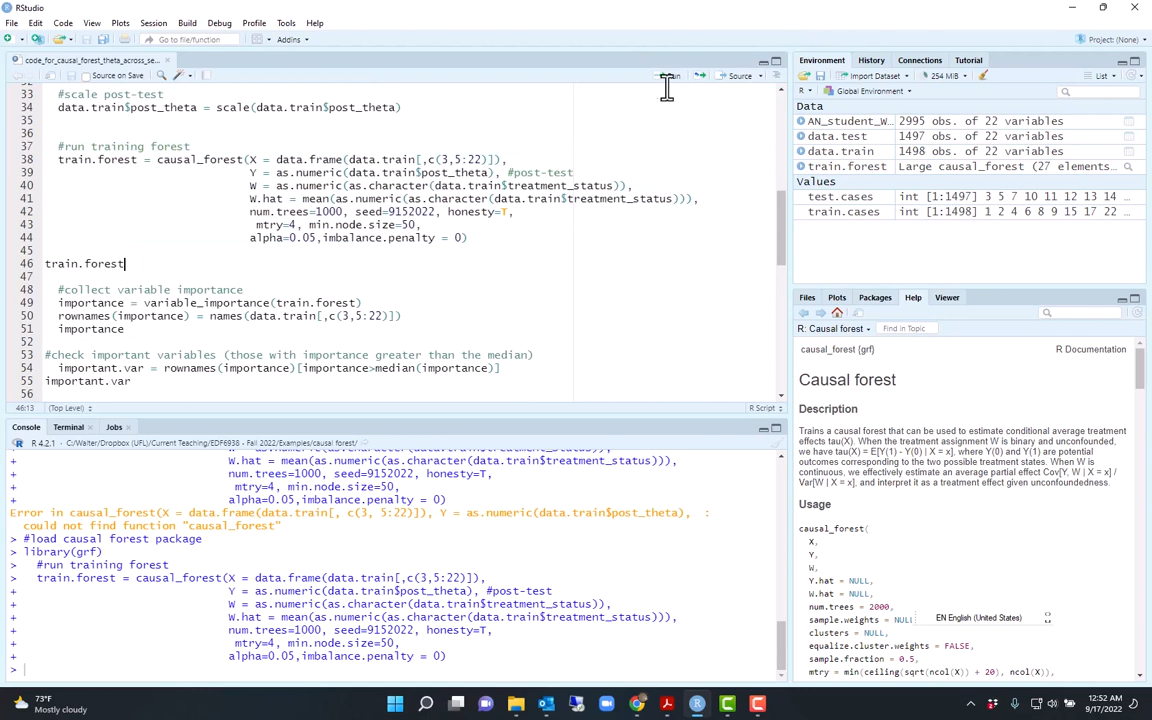 RStudio
File Edit Code View Plots Session Build Debug Profile Tools Help
Go to file/function
Addins
Project: (None)
code_for_causal_forest_theta_across_se...
Source on Save
Source
33 #scale post-test
34 data.train$post_theta = scale(data.train$post_theta)
35
36
37 #run training forest
38 train.forest = causal_forest(X = data.frame(data.train[,c(3,5:22)]),
39 Y = as.numeric(data.train$post_theta), #post-test
40 W = as.numeric(as.character(data.train$treatment_status)),
41 W.hat = mean(as.numeric(as.character(data.train$treatment_status))),
42 num.trees=1000, seed=9152022, honesty=T,
43 mtry=4, min.node.size=50,
44 alpha=0.05,imbalance.penalty = 0)
45
46 train.forest
47
48 #collect variable importance
49 importance = variable_importance(train.forest)
50 rownames(importance) = names(data.train[,c(3,5:22)])
51 importance
52
53 #check important variables (those with importance greater than the median)
54 important.var = rownames(importance)[importance>median(importance)]
55 important.var
56
46:13 (Top Level) R Script
Console Terminal Jobs
R 4.2.1 · C:/Walter/Dropbox (UFL)/Current Teaching/EDF6938 - Fall 2022/Examples/causal forest/
+ W = as.numeric(as.character(data.train$treatment_status)),
+ W.hat = mean(as.numeric(as.character(data.train$treatment_status))),
+ num.trees=1000, seed=9152022, honesty=T,
+ mtry=4, min.node.size=50,
+ alpha=0.05,imbalance.penalty = 0)
Error in causal_forest(X = data.frame(data.train[, c(3, 5:22)]), Y = as.numeric(data.train$post_theta), :
could not find function "causal_forest"
> #load causal forest package
> library(grf)
> #run training forest
> train.forest = causal_forest(X = data.frame(data.train[,c(3,5:22)]),
+ Y = as.numeric(data.train$post_theta), #post-test
+ W = as.numeric(as.character(data.train$treatment_status)),
+ W.hat = mean(as.numeric(as.character(data.train$treatment_status))),
+ num.trees=1000, seed=9152022, honesty=T,
+ mtry=4, min.node.size=50,
+ alpha=0.05,imbalance.penalty = 0)
>
Environment History Connections Tutorial
Import Dataset 254 MiB List
R Global Environment
Data
AN_student_W... 2995 obs. of 22 variables
data.test 1497 obs. of 22 variables
data.train 1498 obs. of 22 variables
train.forest Large causal_forest (27 elements...
Values
test.cases int [1:1497] 3 5 7 10 11 12 13 14 ...
train.cases int [1:1498] 1 2 4 6 8 9 15 17 22 ...
Files Plots Packages Help Viewer
R: Causal forest Find in Topic
causal_forest {grf} R Documentation
Causal forest
Description
Trains a causal forest that can be used to estimate conditional average treatment
effects tau(X). When the treatment assignment W is binary and unconfounded,
we have tau(X) = E[Y(1) - Y(0) | X = x], where Y(0) and Y(1) are potential
outcomes corresponding to the two possible treatment states. When W is
continuous, we effectively estimate an average partial effect Cov[Y, W | X = x] /
Var[W | X = x], and interpret it as a treatment effect given unconfoundedness.
Usage
causal_forest(
X,
Y,
W,
Y.hat = NULL,
W.hat = NULL,
num.trees = 2000,
sample.weights = NULL
EN English (United States)
clusters = NULL,
equalize.cluster.weights = FALSE,
sample.fraction = 0.5,
mtry = min(ceiling(sqrt(ncol(X)) + 20), ncol(X)),
73°F
Mostly cloudy
12:52 AM
9/17/2022